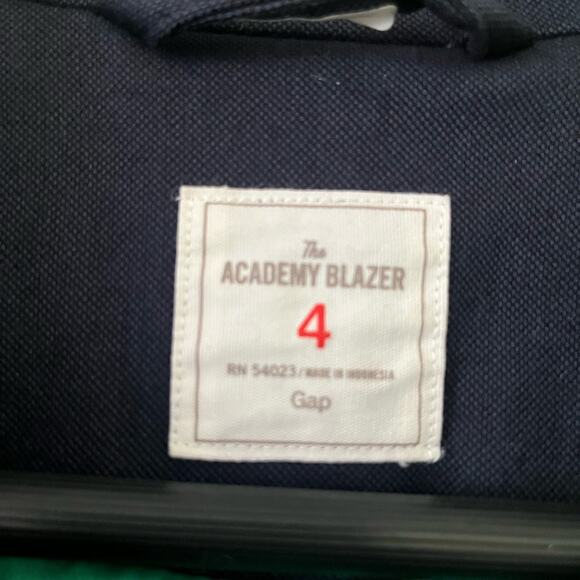 The
ACADEMY BLAZER
4
RN 54023 / MADE IN INDONESIA
Gap